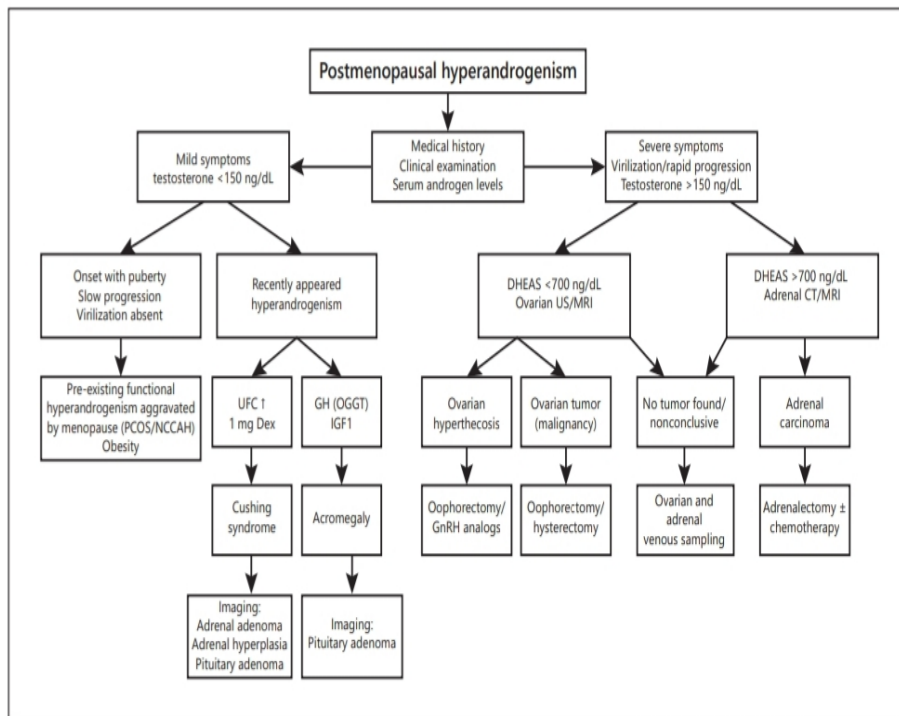 Postmenopausal hyperandrogenism
Mild symptoms
testosterone <150 ng/dL
Medical history
Clinical examination
Serum androgen levels
Severe symptoms
Virilization/rapid progression
Testosterone >150 ng/dL
Onset with puberty
Slow progression
Virilization absent
Recently appeared
hyperandrogenism
DHEAS <700 ng/dL
Ovarian US/MRI
DHEAS >700 ng/dL
Adrenal CT/MRI
Pre-existing functional
hyperandrogenism aggravated
by menopause (PCOS/NCCAH)
Obesity
UFC ↑
1 mg Dex
GH (OGGT)
IGF1
Ovarian
hyperthecosis
Ovarian tumor
(malignancy)
No tumor found/
nonconclusive
Adrenal
carcinoma
Cushing
syndrome
Acromegaly
Oophorectomy/
GnRH analogs
Oophorectomy/
hysterectomy
Ovarian and
adrenal
venous sampling
Adrenalectomy ±
chemotherapy
Imaging:
Adrenal adenoma
Adrenal hyperplasia
Pituitary adenoma
Imaging:
Pituitary adenoma